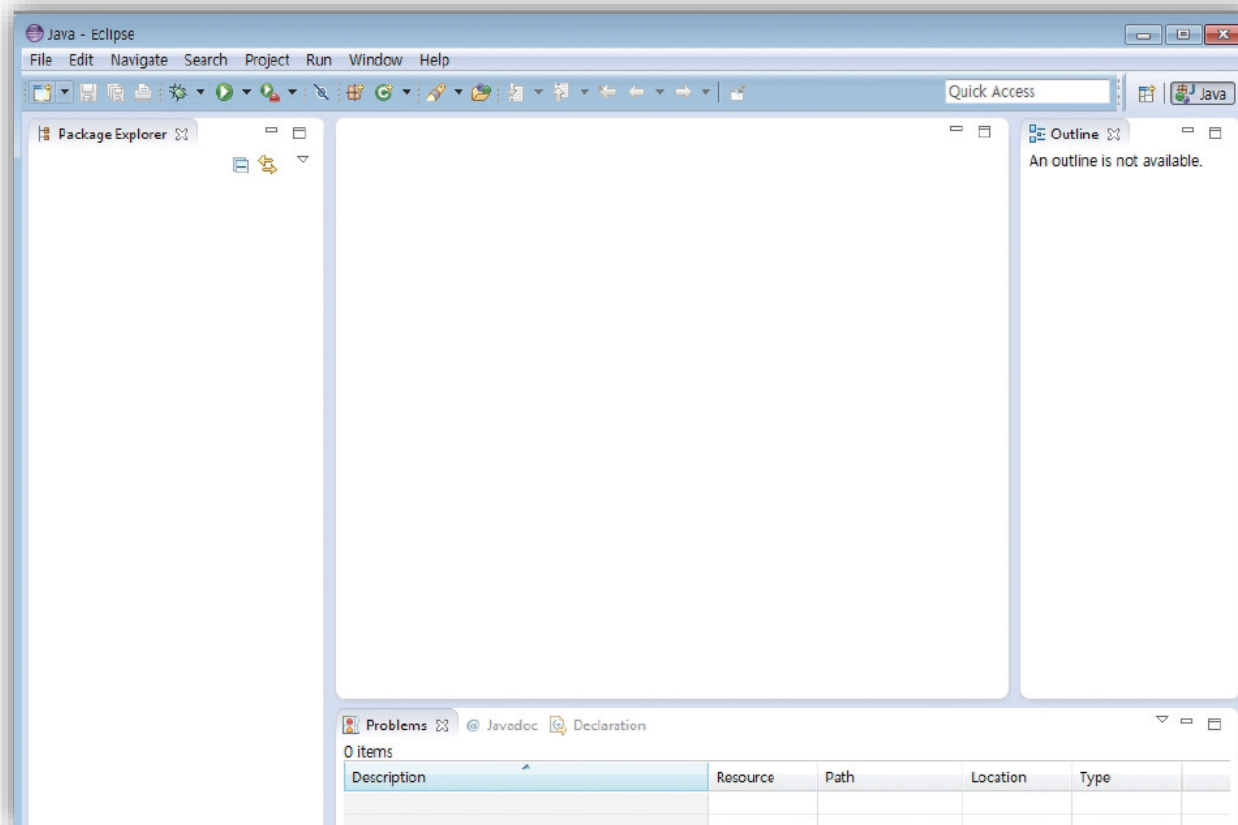 Java - Eclipse
File Edit Navigate Search Project Run Window Help
Quick Access
Java
Package Explorer
Outline
An outline is not available.
Problems @ Javadoc Declaration
0 items
Description Resource Path Location Type